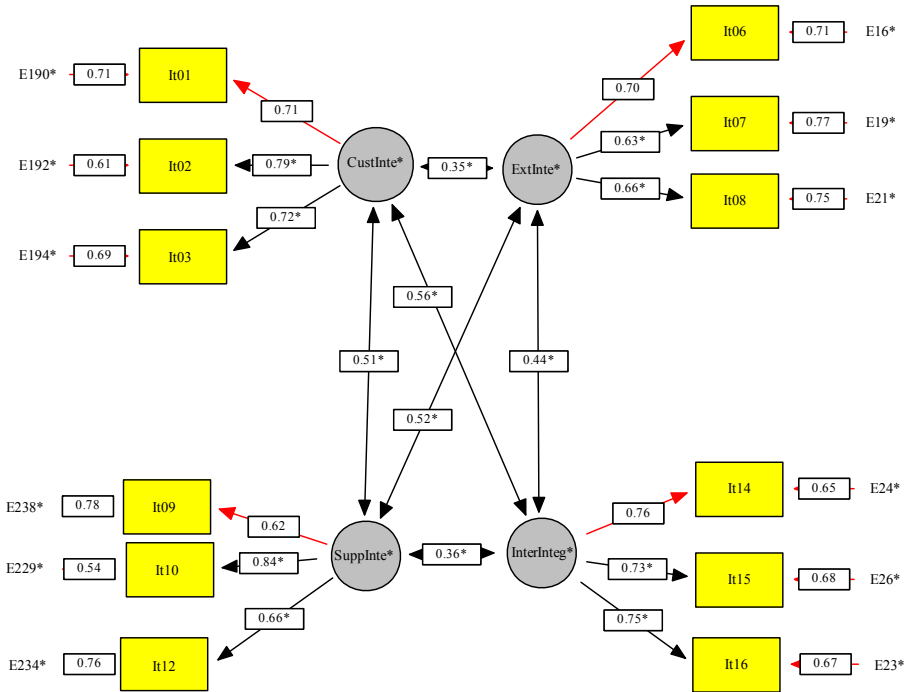 It06
0.71
E16*
E190*
0.71
It01
0.70
0.71
It07
0.77
E19*
0.63*
E192*
0.61
It02
0.79*
CustInte*
0.35*
ExtInte*
0.66*
It08
0.75
E21*
0.72*
E194*
0.69
It03
0.56*
0.51*
0.44*
0.52*
E238*
0.78
It09
0.62
It14
0.65
E24*
0.76
E229*
0.54
It10
0.84*
SuppInte*
0.36*
InterInteg*
0.73*
It15
0.68
E26*
0.66*
0.75*
E234*
0.76
It12
It16
0.67
E23*